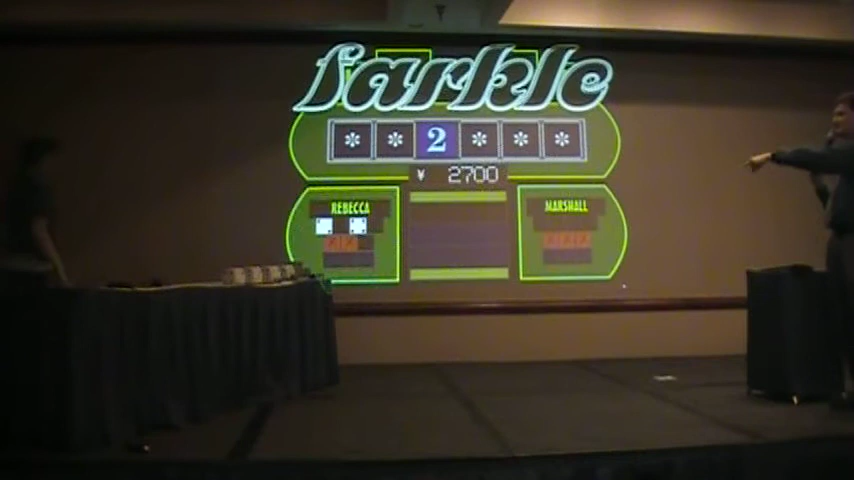 farkle
* * 2 * * *
¥ 2700
REBECCA
MARSHALL